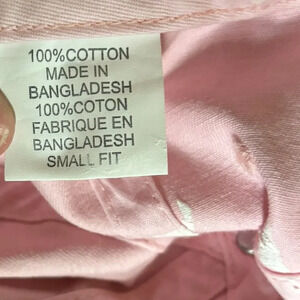 100%COTTON
MADE IN
BANGLADESH
100%COTON
FABRIQUE EN
BANGLADESH
SMALL FIT